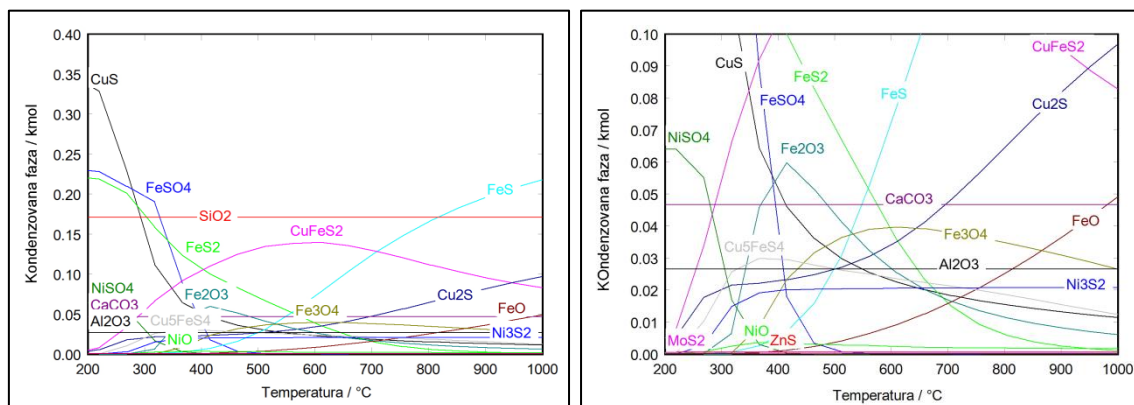 Kondenzovana faza / kmol
0.40
0.35
0.30
0.25
0.20
0.15
0.10
0.05
0.00
CuS
FeSO4
FeS
SiO2
FeS2
CuFeS2
NiSO4
CaCO3
Al2O3
Fe2O3
Cu5FeS4
NiO
Fe3O4
Cu2S
FeO
Ni3S2
200 300 400 500 600 700 800 900 1000
Temperatura / °C
KOndenzovana faza / kmol
0.10
0.09
0.08
0.07
0.06
0.05
0.04
0.03
0.02
0.01
0.00
CuS
FeS2
CuFeS2
FeSO4
FeS
Cu2S
NiSO4
Fe2O3
CaCO3
FeO
Cu5FeS4
Fe3O4
Al2O3
Ni3S2
MoS2
NiO
ZnS
200 300 400 500 600 700 800 900 1000
Temperatura / °C